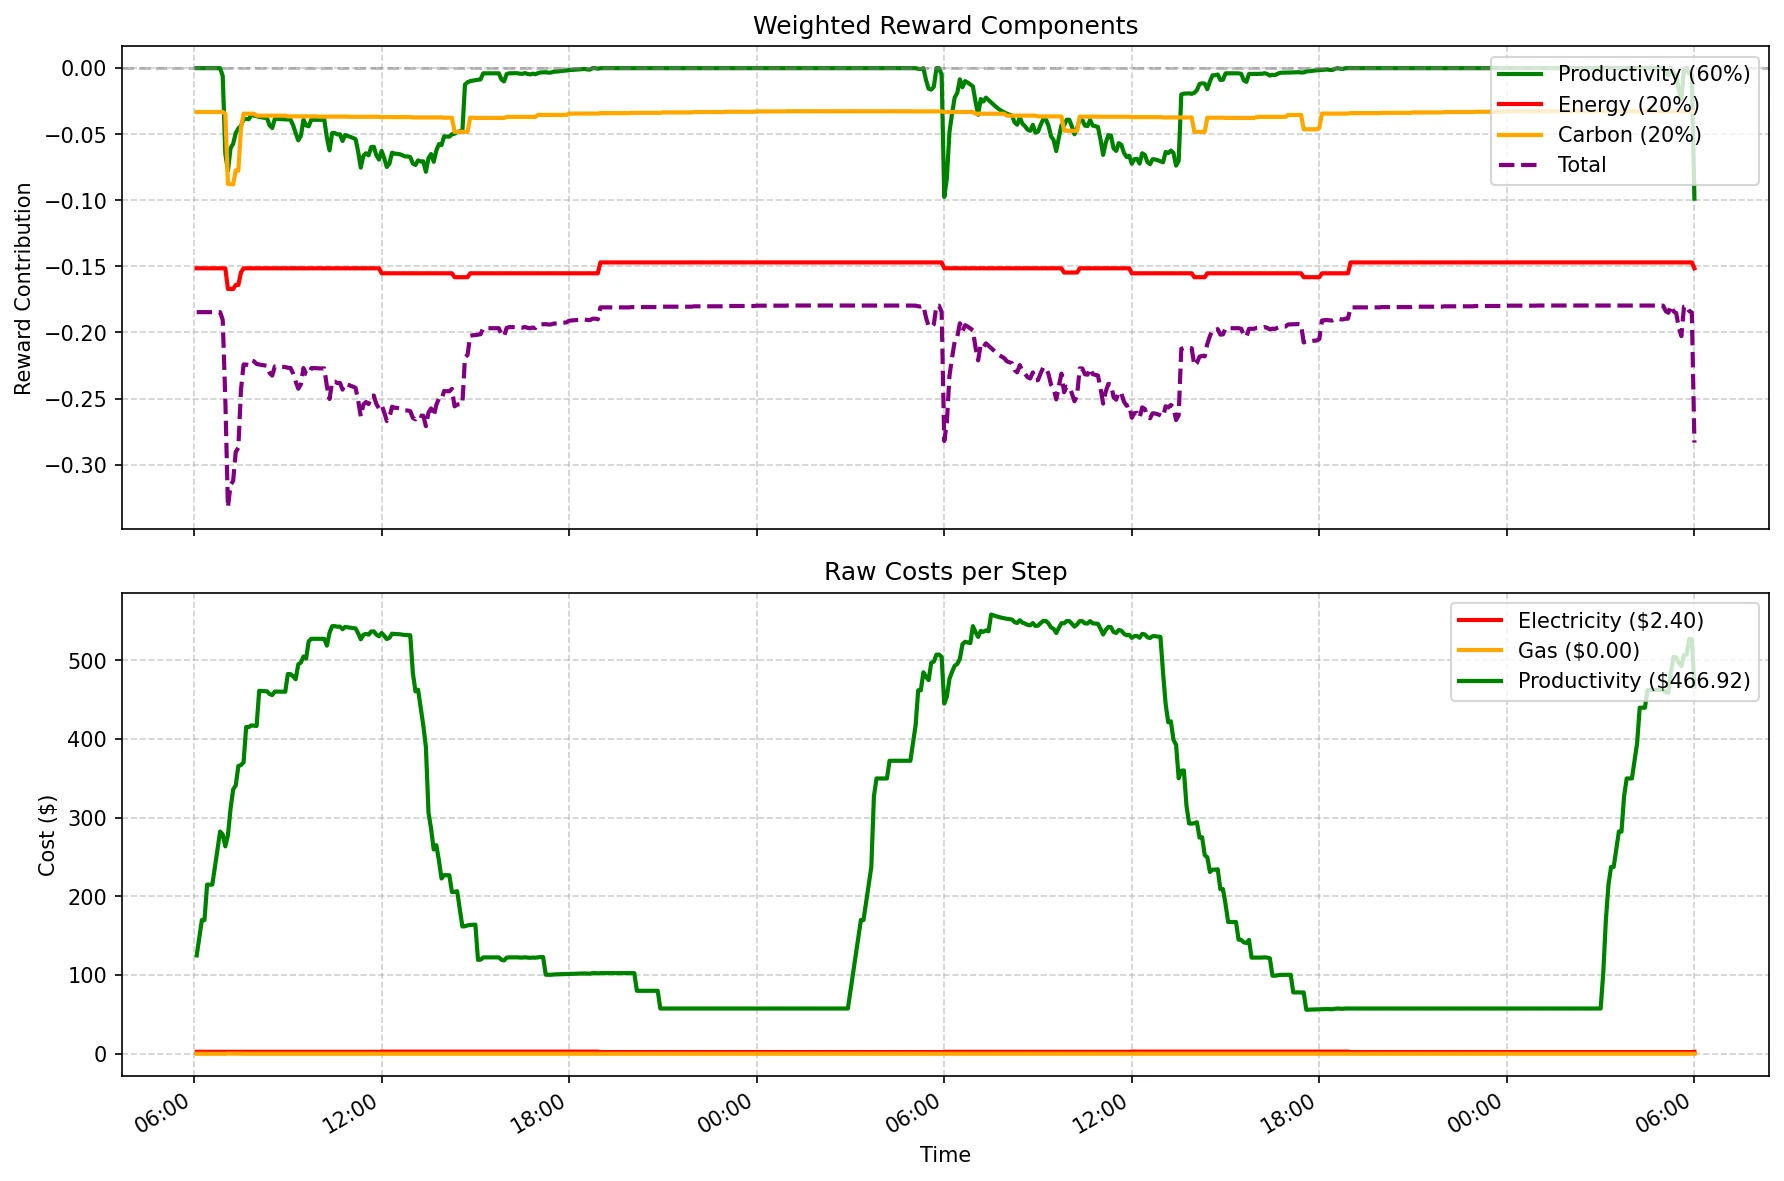 Weighted Reward Components
Reward Contribution
0.00
−0.05
−0.10
−0.15
−0.20
−0.25
−0.30
Productivity (60%)
Energy (20%)
Carbon (20%)
Total
Raw Costs per Step
Cost ($)
500
400
300
200
100
0
Electricity ($2.40)
Gas ($0.00)
Productivity ($466.92)
06:00
12:00
18:00
00:00
06:00
12:00
18:00
00:00
06:00
Time